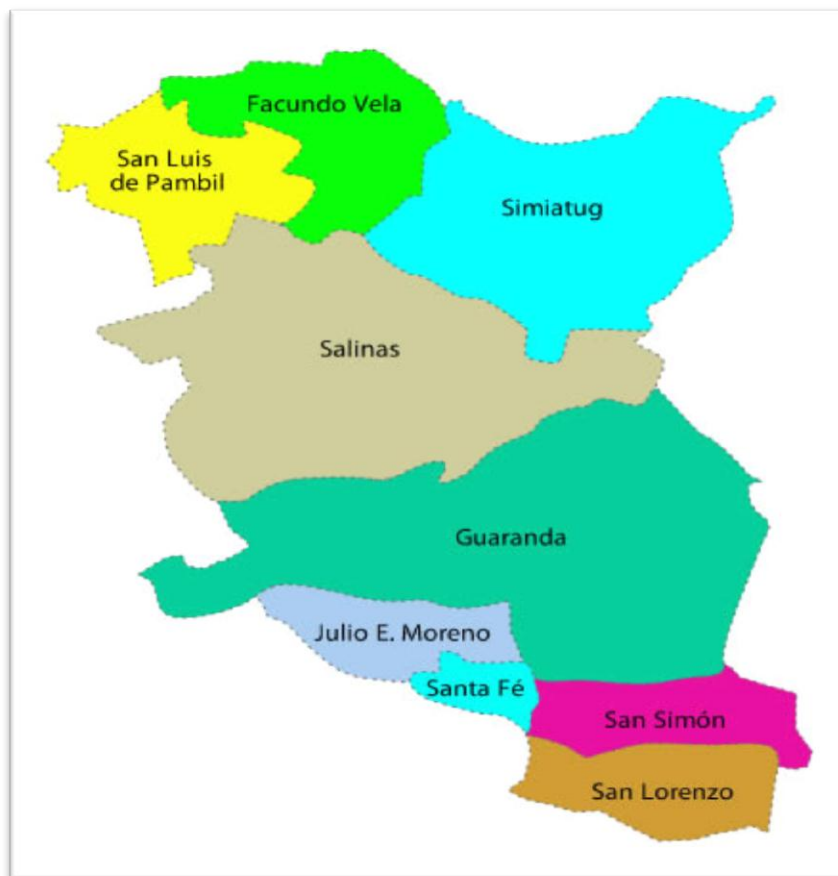 Facundo Vela
San Luis
de Pambil
Simiatug
Salinas
Guaranda
Julio E. Moreno
Santa Fé
San Simón
San Lorenzo